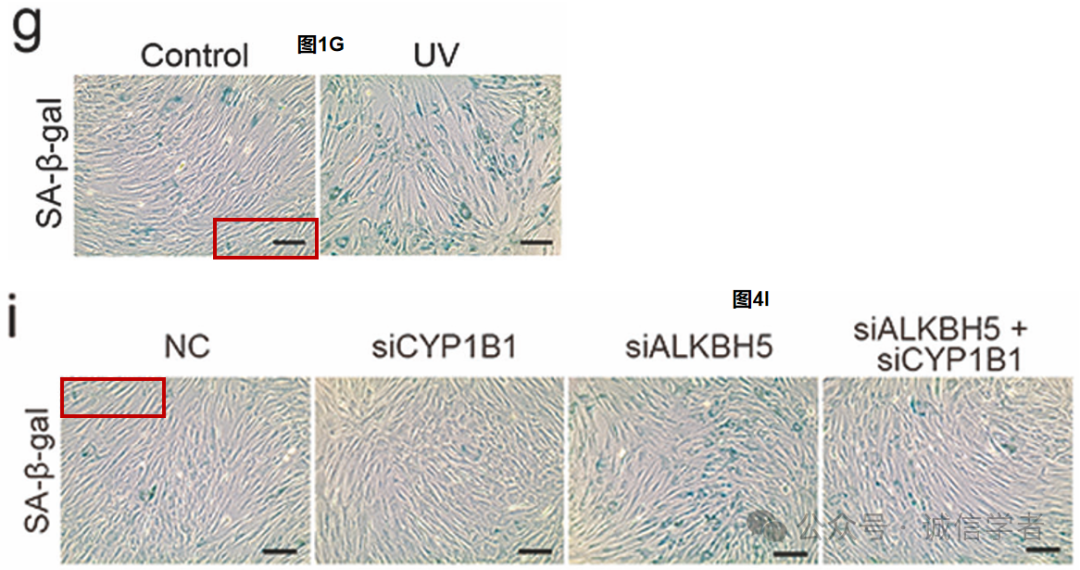 g
图1G
Control
UV
SA-β-gal
i
图4I
NC
siCYP1B1
siALKBH5
siALKBH5 +
siCYP1B1
SA-β-gal
公众号 · 诚信学者